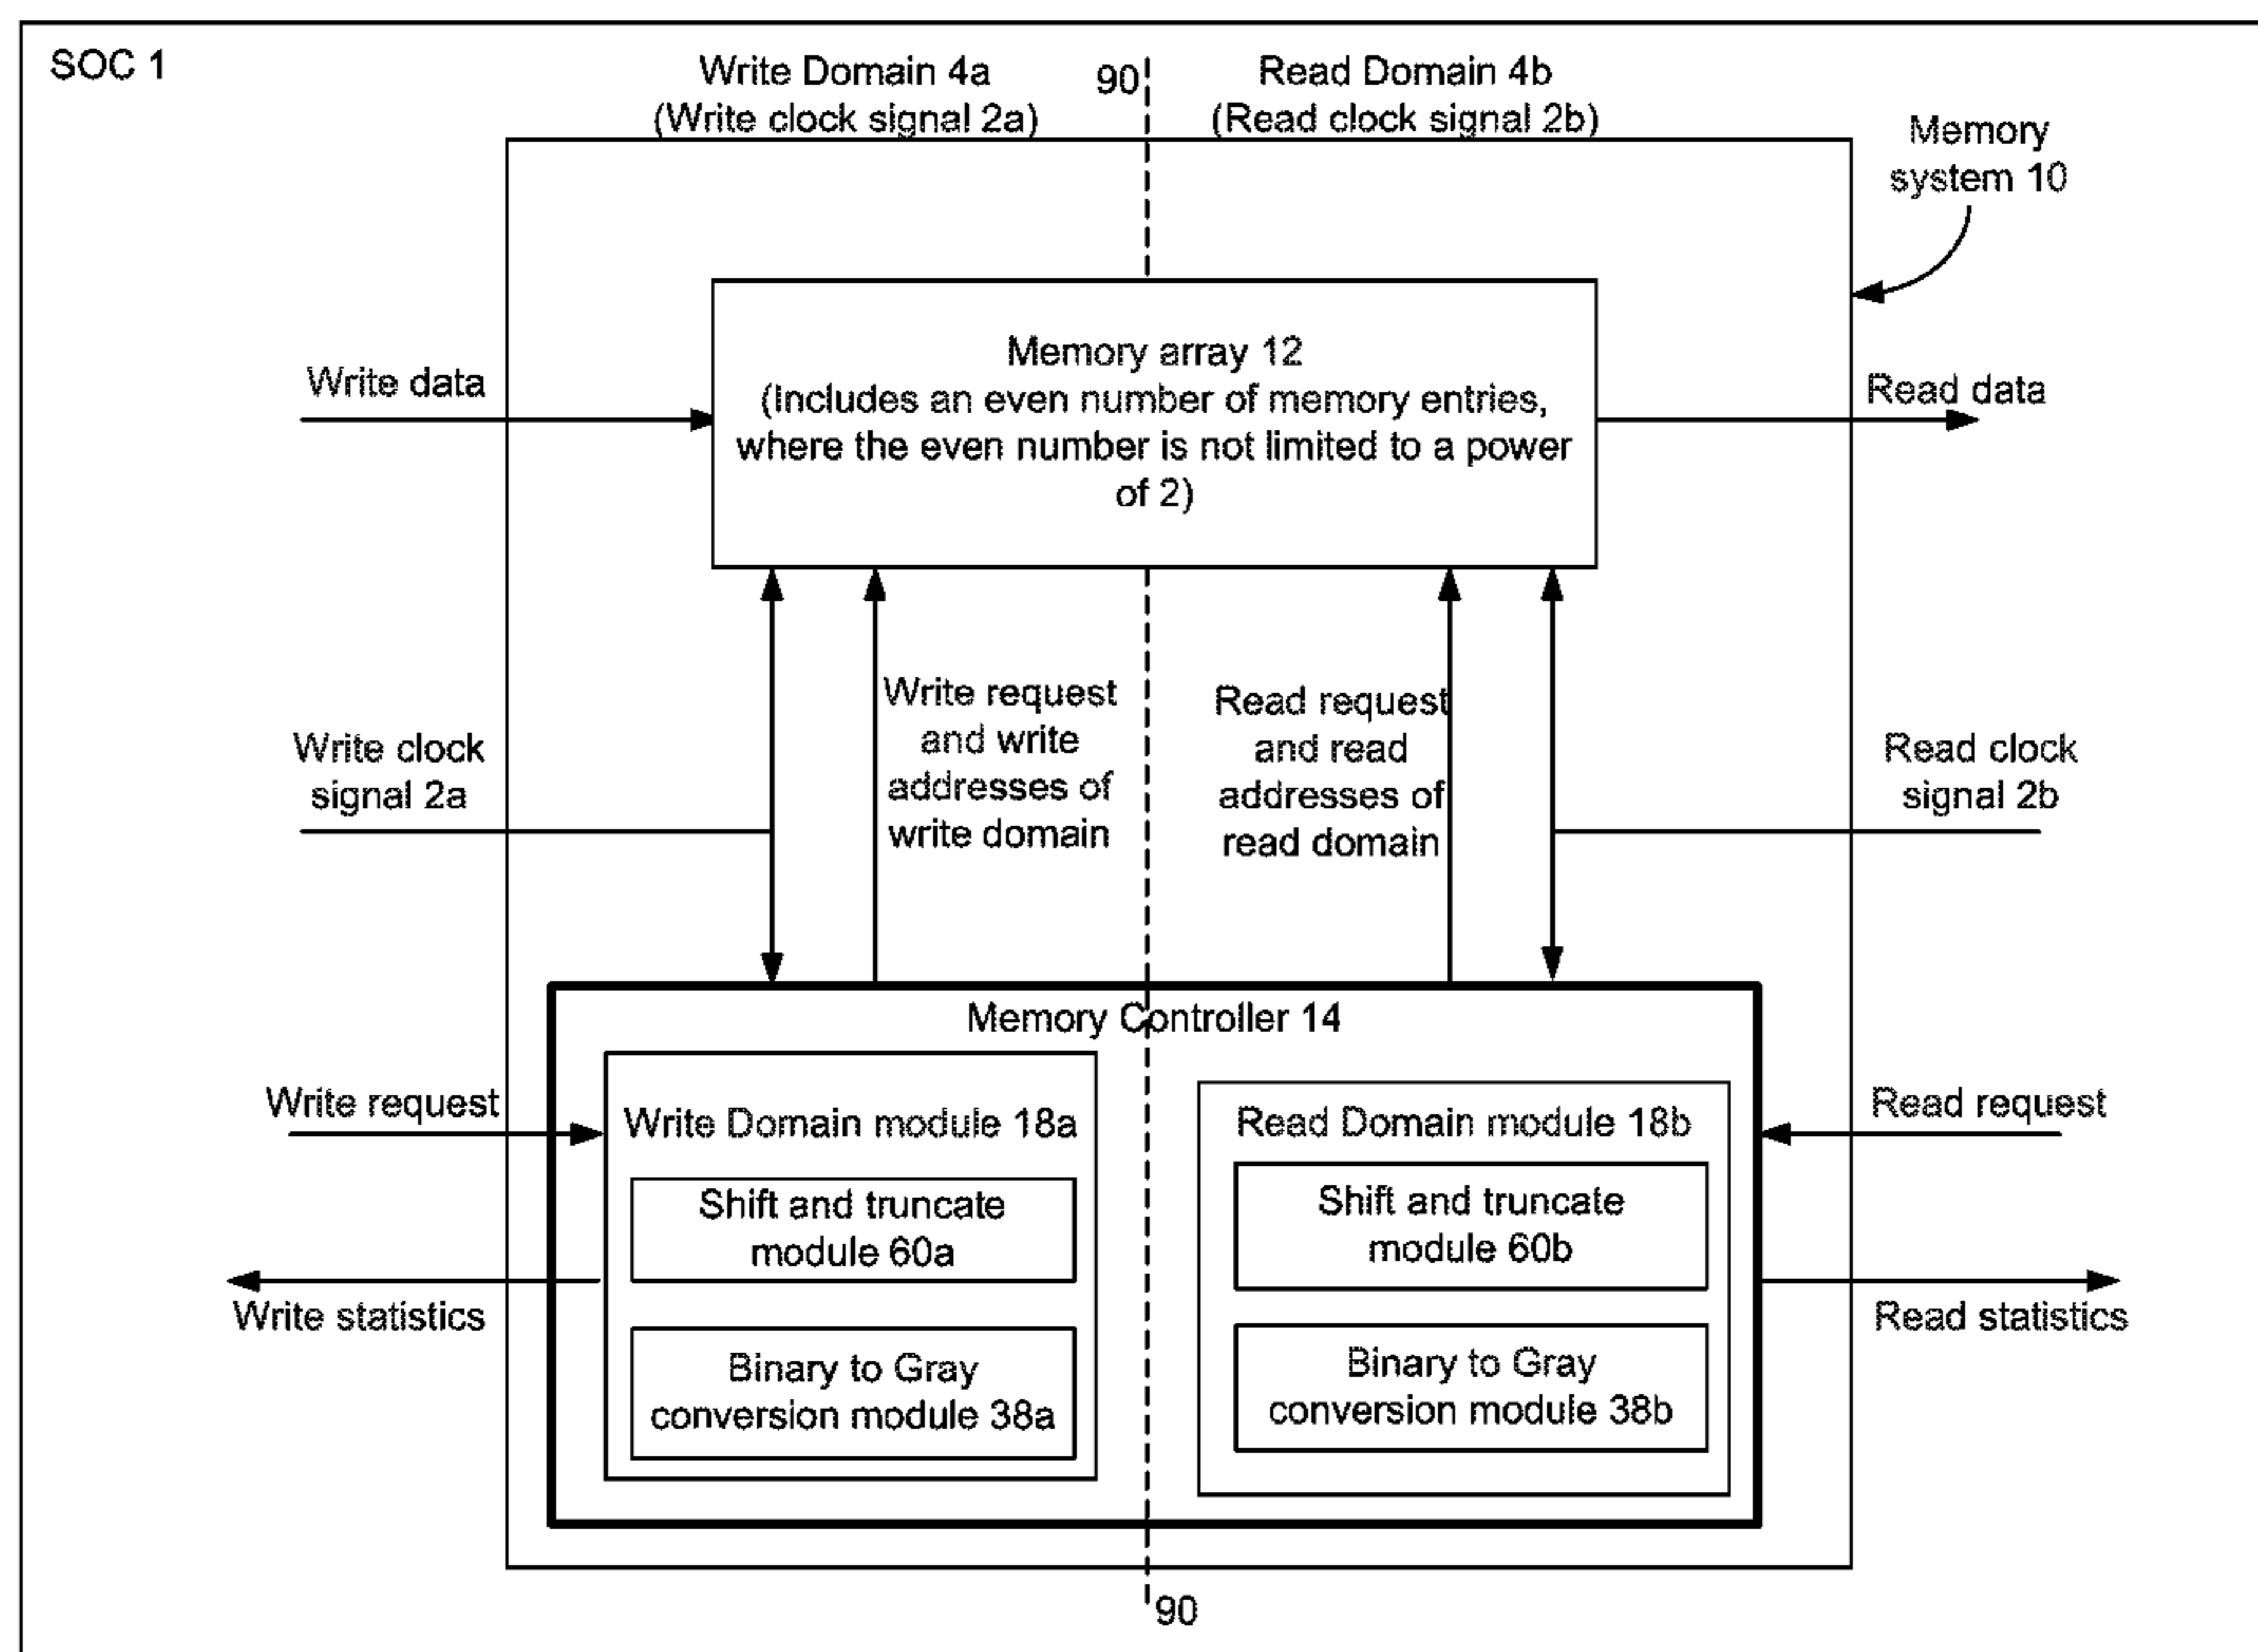 SOC 1
Write Domain 4a
(Write clock signal 2a)
90
Read Domain 4b
(Read clock signal 2b)
Memory
system 10
Memory array 12
(Includes an even number of memory entries,
where the even number is not limited to a power
of 2)
Write data
Read data
Write request
and write
addresses of
write domain
Read request
and read
addresses of
read domain
Write clock
signal 2a
Read clock
signal 2b
Memory Controller 14
Write request
Write Domain module 18a
Read Domain module 18b
Read request
Shift and truncate
module 60a
Shift and truncate
module 60b
Write statistics
Read statistics
Binary to Gray
conversion module 38a
Binary to Gray
conversion module 38b
90